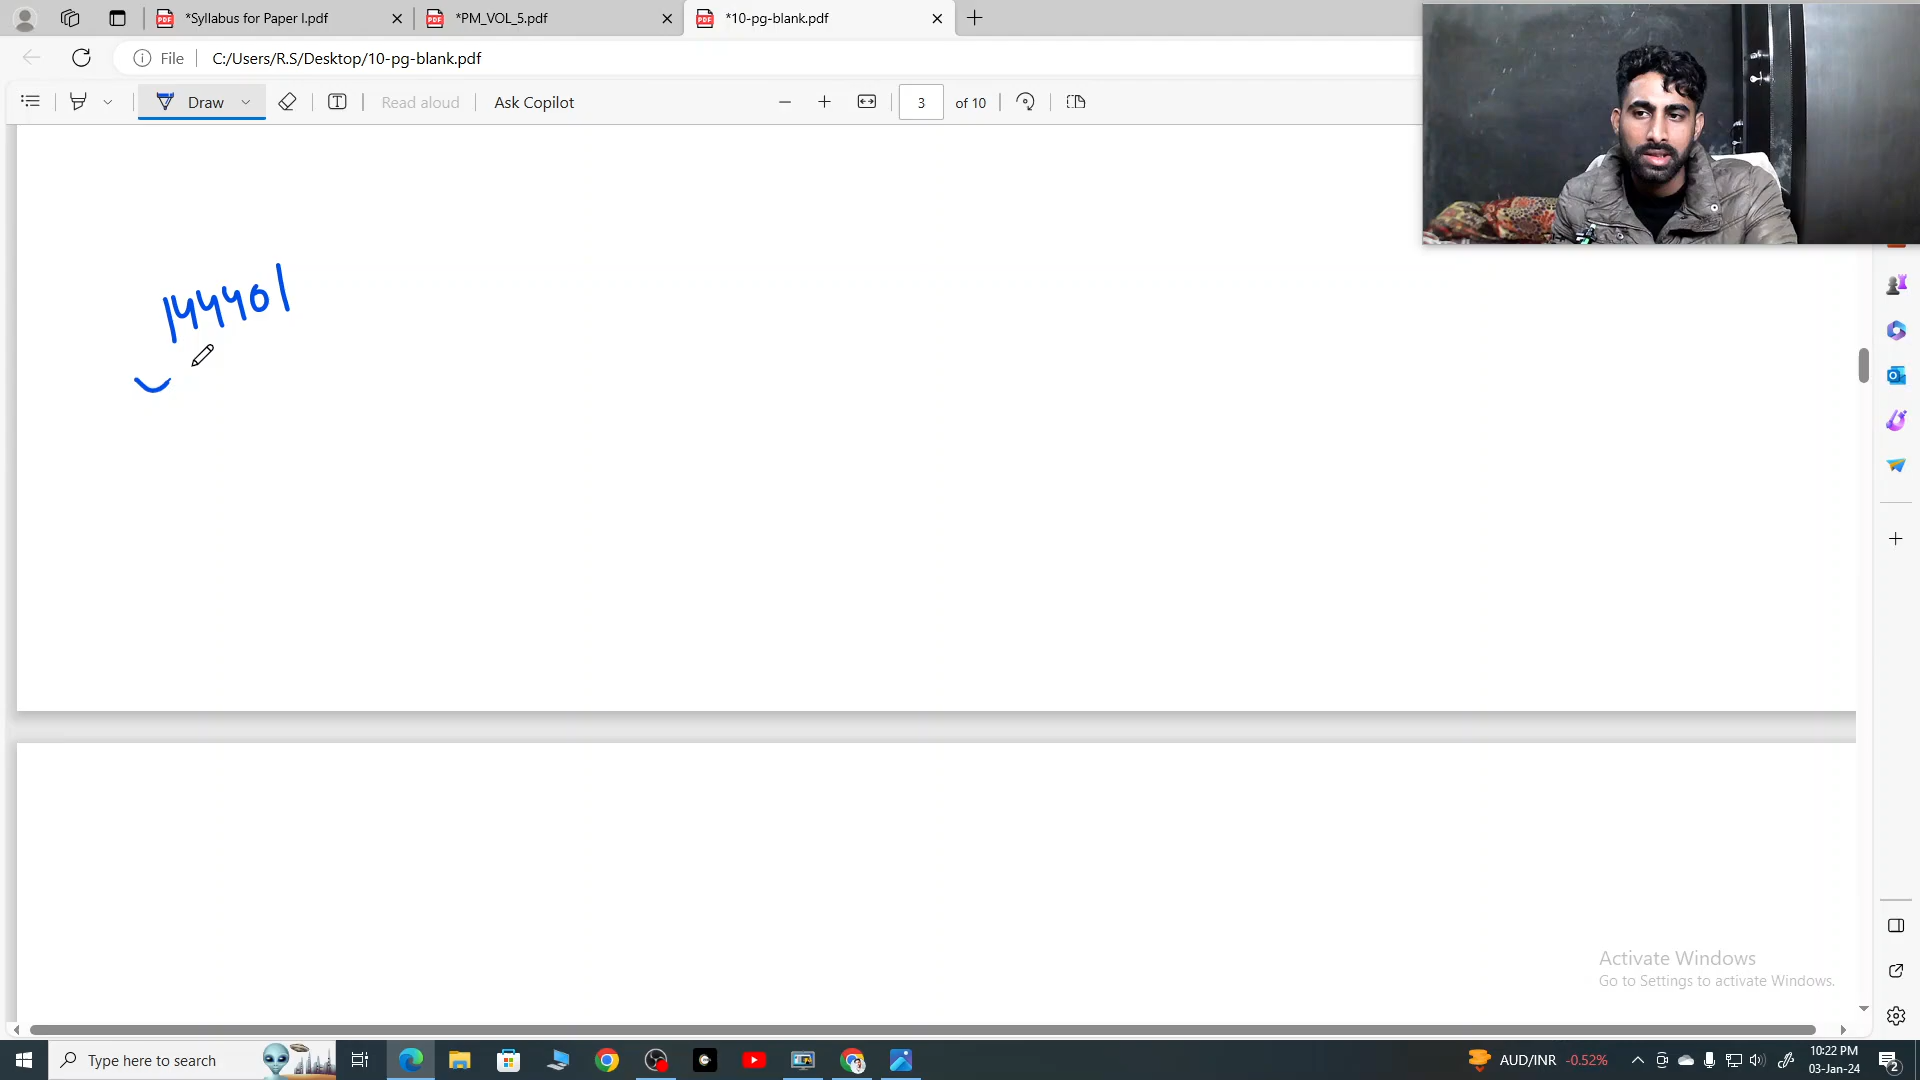 *Syllabus for Paper I.pdf
*PM_VOL_5.pdf
*10-pg-blank.pdf
File
C:/Users/R.S/Desktop/10-pg-blank.pdf
Draw
Read aloud
Ask Copilot
3
of 10
144401
Activate Windows
Go to Settings to activate Windows.
Type here to search
AUD/INR -0.52%
10:22 PM
03-Jan-24
2